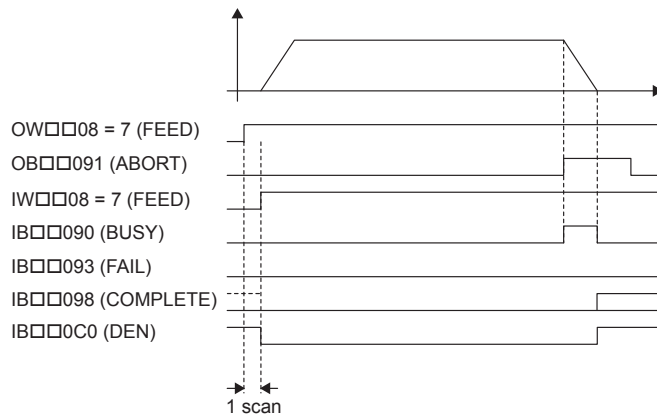 OW□□08 = 7 (FEED)
OB□□091 (ABORT)
IW□□08 = 7 (FEED)
IB□□090 (BUSY)
IB□□093 (FAIL)
IB□□098 (COMPLETE)
IB□□0C0 (DEN)
1 scan